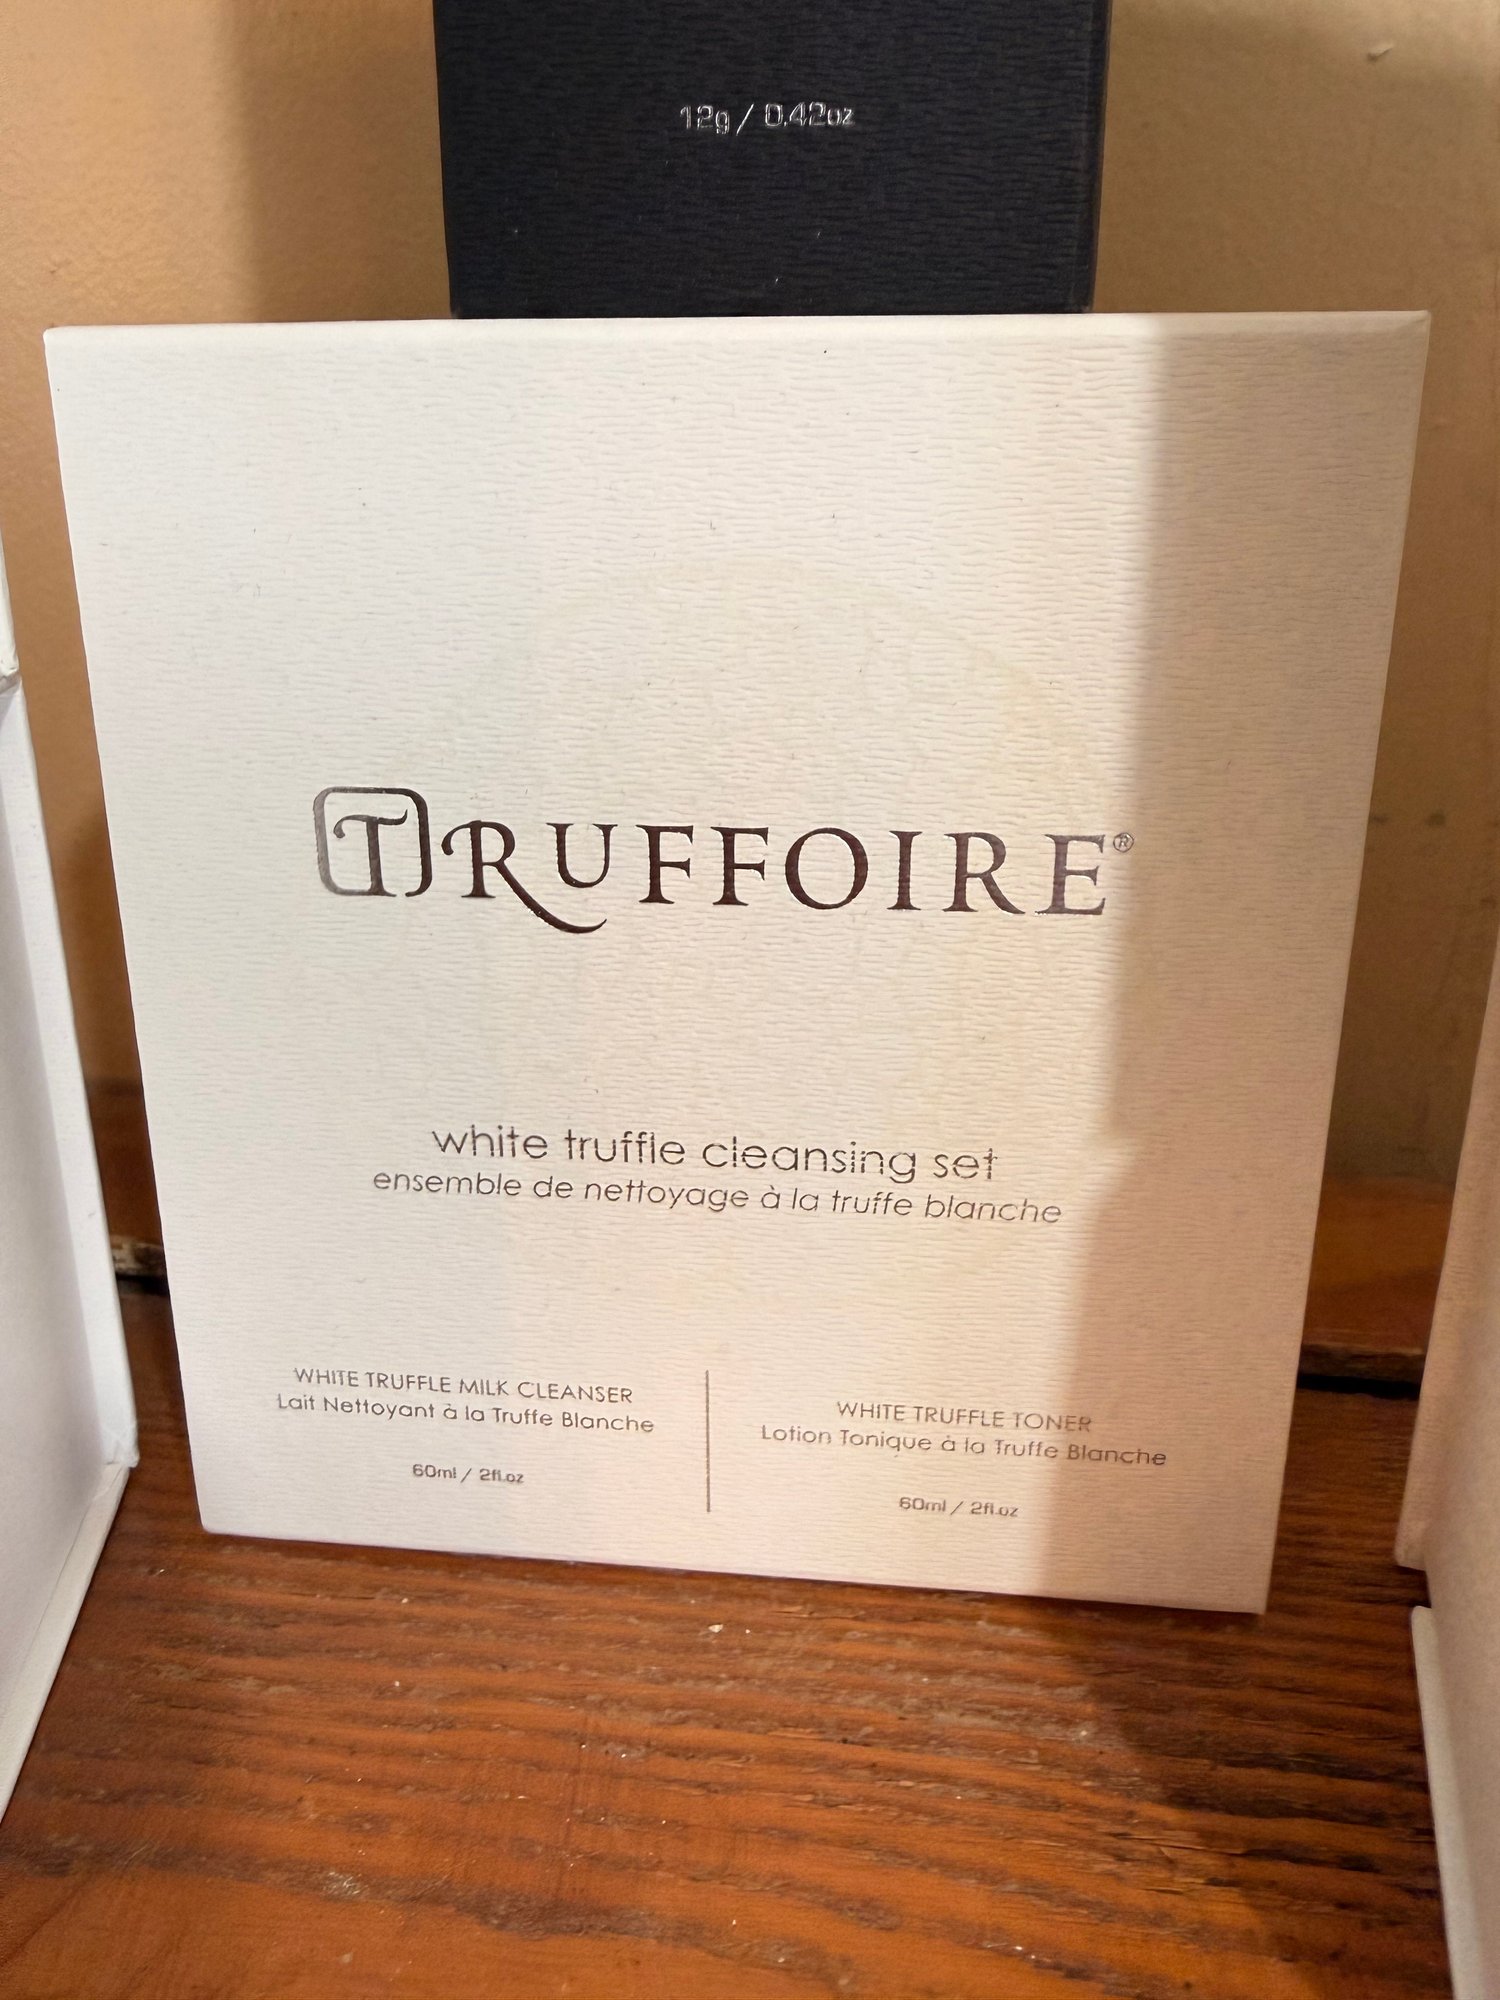 12g / 0.42oz
TRUFFOIRE®
white truffle cleansing set
ensemble de nettoyage à la truffe blanche
WHITE TRUFFLE MILK CLEANSER
Lait Nettoyant à la Truffe Blanche
60ml / 2fl.oz
WHITE TRUFFLE TONER
Lotion Tonique à la Truffe Blanche
60ml / 2fl.oz